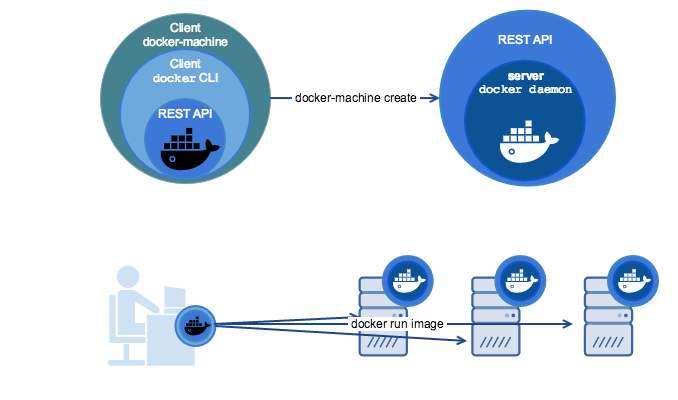 Client
docker-machine
Client
docker CLI
REST API
docker-machine create
REST API
server
docker daemon
docker run image